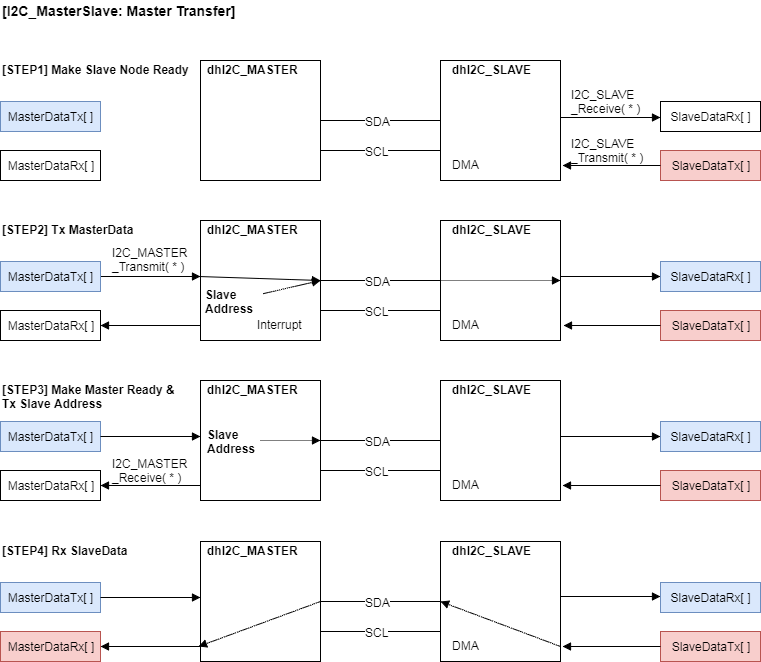 [I2C_MasterSlave: Master Transfer]
[STEP1] Make Slave Node Ready
dhI2C_MASTER
dhI2C_SLAVE
MasterDataTx[ ]
MasterDataRx[ ]
SDA
SCL
DMA
I2C_SLAVE
_Receive( * )
I2C_SLAVE
_Transmit( * )
SlaveDataRx[ ]
SlaveDataTx[ ]
[STEP2] Tx MasterData
dhI2C_MASTER
dhI2C_SLAVE
I2C_MASTER
_Transmit( * )
MasterDataTx[ ]
MasterDataRx[ ]
Slave
Address
Interrupt
SDA
SCL
DMA
SlaveDataRx[ ]
SlaveDataTx[ ]
[STEP3] Make Master Ready &
Tx Slave Address
dhI2C_MASTER
dhI2C_SLAVE
MasterDataTx[ ]
I2C_MASTER
_Receive( * )
MasterDataRx[ ]
Slave
Address
SDA
SCL
DMA
SlaveDataRx[ ]
SlaveDataTx[ ]
[STEP4] Rx SlaveData
dhI2C_MASTER
dhI2C_SLAVE
MasterDataTx[ ]
MasterDataRx[ ]
SDA
SCL
DMA
SlaveDataRx[ ]
SlaveDataTx[ ]